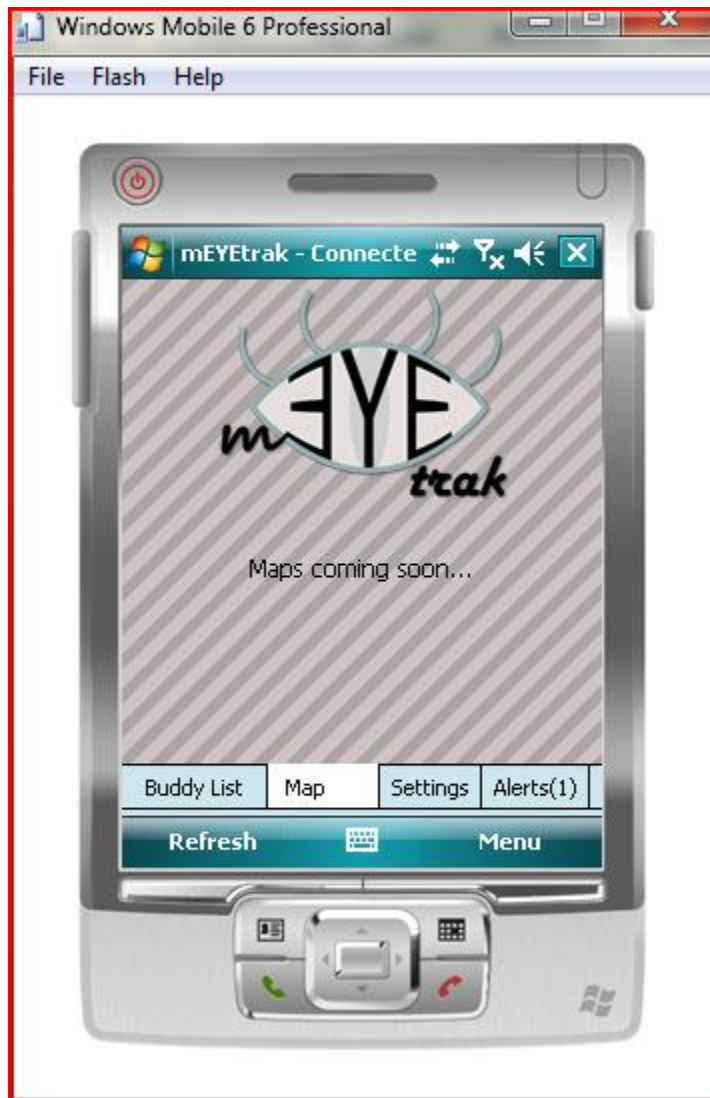 Windows Mobile 6 Professional
File Flash Help
mEYEtrak - Connecte
mEYE
trak
Maps coming soon...
Buddy List Map Settings Alerts(1)
Refresh Menu